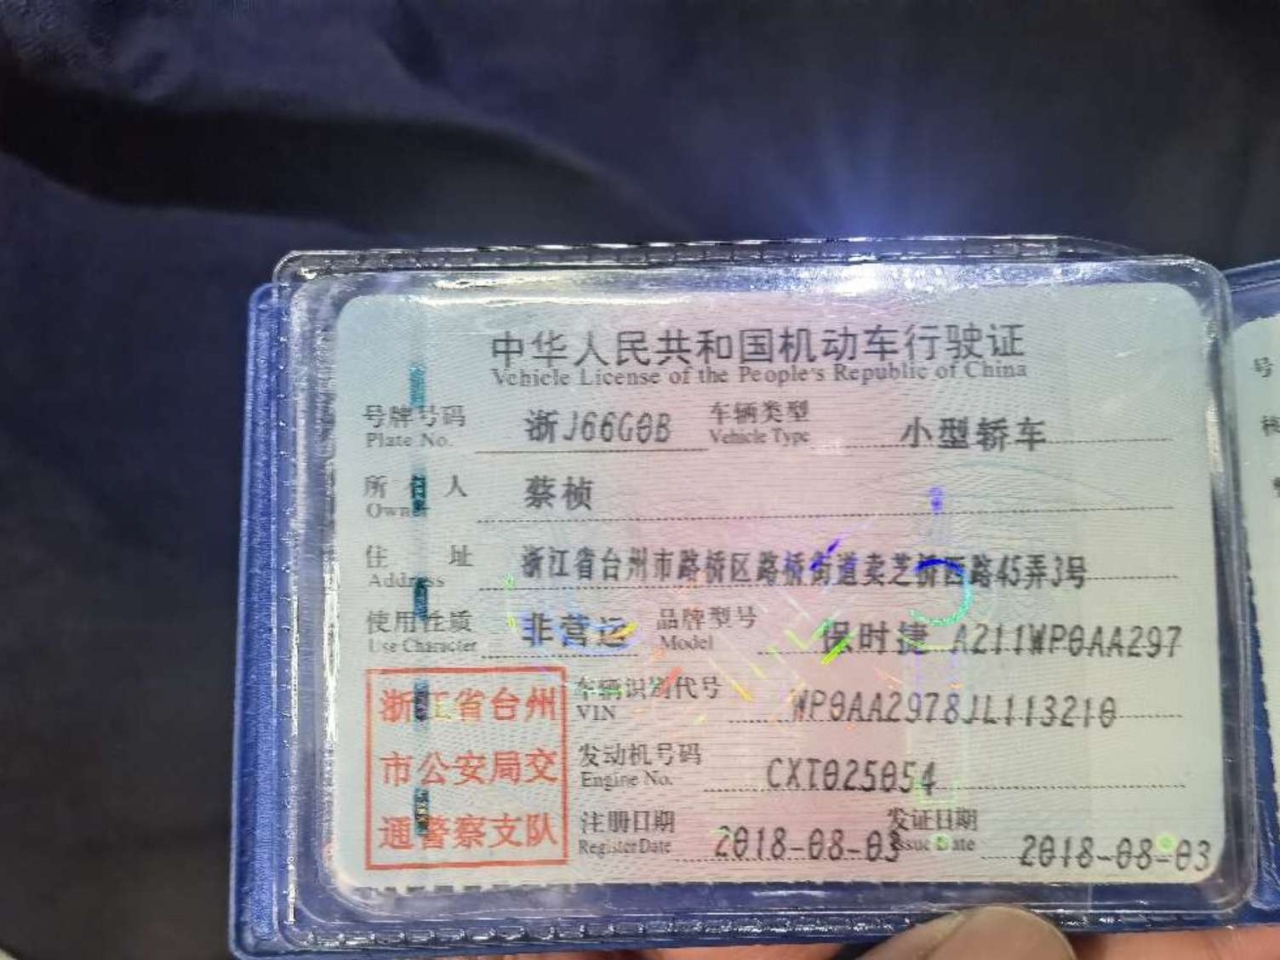 中华人民共和国机动车行驶证
Vehicle License of the People's Republic of China
号牌号码 浙J66G0B 车辆类型 小型轿车
Plate No. Vehicle Type
所有人 蔡桢
Owner
住址 浙江省台州市路桥区路桥街道卖芝桥西路45弄3号
Address
使用性质 非营运 品牌型号 保时捷 A211WP0AA297
Use Character Model
浙江省台州
市公安局交
通警察支队
车辆识别代号 WP0AA2978JL113210
VIN
发动机号码 CXT025054
Engine No.
注册日期 2018-08-03 发证日期 2018-08-03
Register Date Issue Date
号